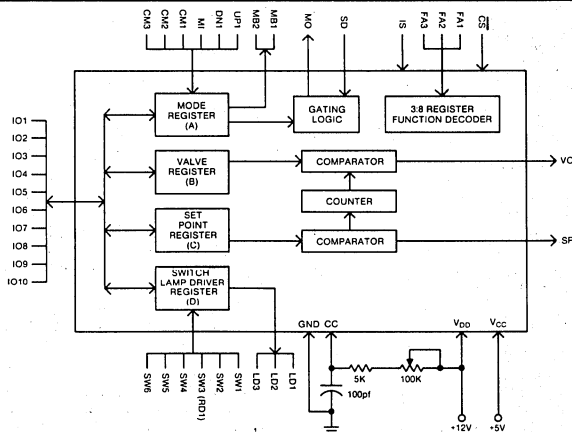 CM3
CM2
CM1
MI
DN1
UP1
MB2
MB1
MO
SD
IS
FA3
FA2
FA1
CS
MODE
REGISTER
(A)
GATING
LOGIC
3:8 REGISTER
FUNCTION DECODER
IO1
IO2
IO3
IO4
IO5
IO6
IO7
IO8
IO9
IO10
VALVE
REGISTER
(B)
COMPARATOR
COUNTER
SET
POINT
REGISTER
(C)
COMPARATOR
SWITCH
LAMP DRIVER
REGISTER
(D)
VO
SP
GND
CC
VDD
VCC
5K
100K
100pf
+12V
+5V
SW6
SW5
SW4
SW3 (RD1)
SW2
SW1
LD3
LD2
LD1